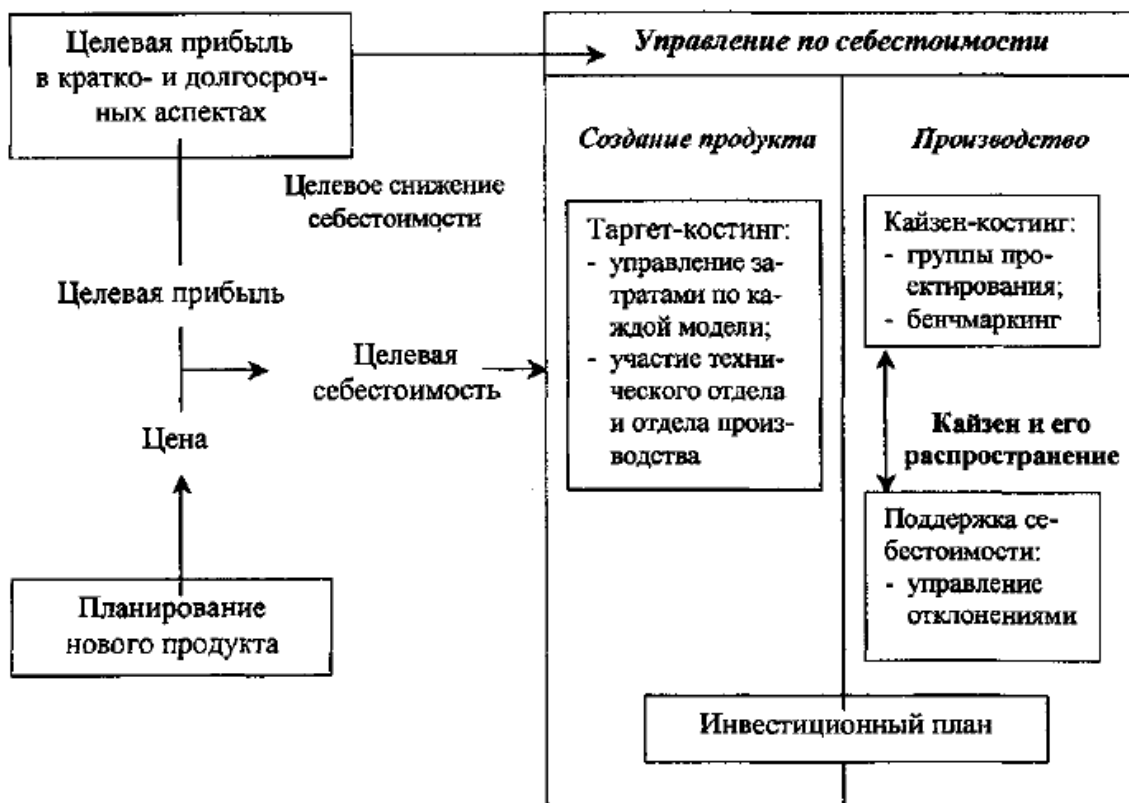 Целевая прибыль
в кратко- и долгосроч-
ных аспектах
Целевое снижение
себестоимости
Целевая прибыль
Целевая
себестоимость
Цена
Планирование
нового продукта
Управление по себестоимости
Создание продукта
Таргет-костинг:
- управление за-
тратами по ка-
ждой модели;
- участие техни-
ческого отдела
и отдела произ-
водства
Производство
Кайзен-костинг:
- группы про-
ектирования;
- бенчмаркинг
Кайзен и его
распространение
Поддержка се-
бестоимости:
- управление
отклонениями
Инвестиционный план